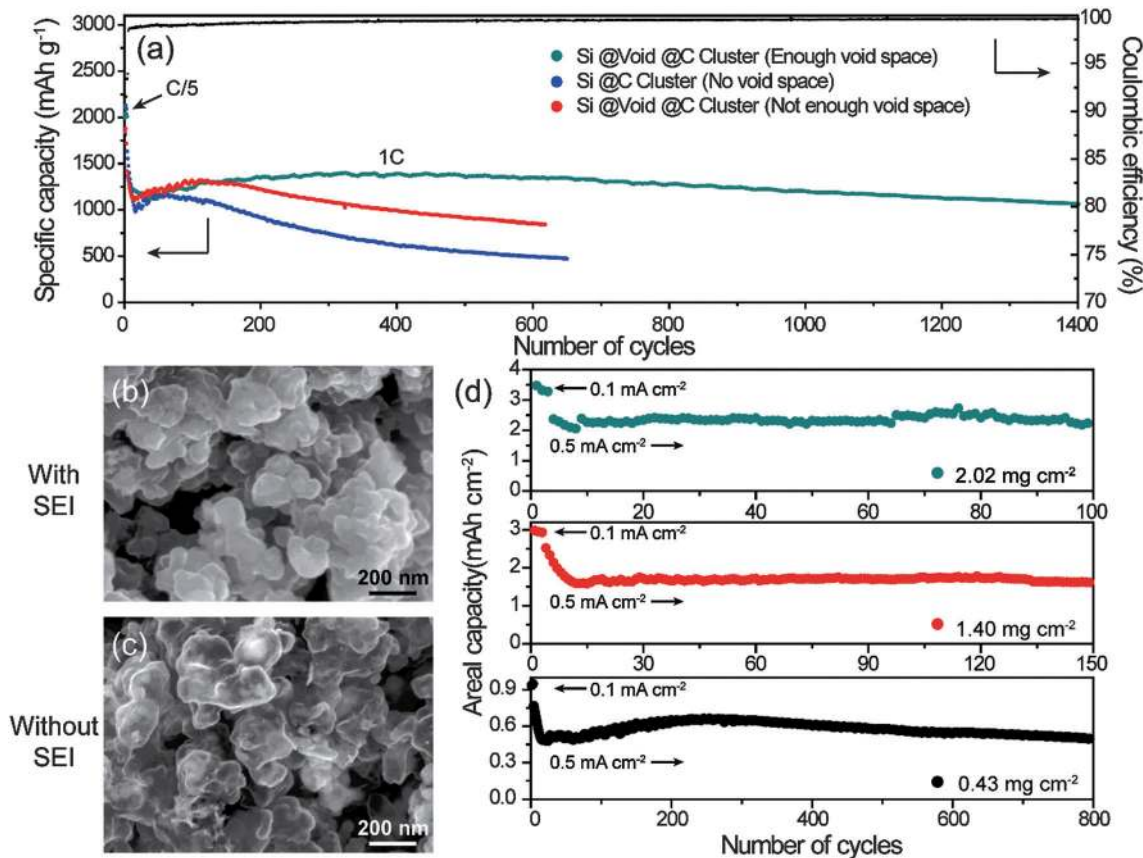 (a)
3000
2500
2000
1500
1000
500
0
Specific capacity (mAh g⁻¹)
C/5
1C
Si @Void @C Cluster (Enough void space)
Si @C Cluster (No void space)
Si @Void @C Cluster (Not enough void space)
100
95
90
85
80
75
70
Coulombic efficiency (%)
0 200 400 600 800 1000 1200 1400
Number of cycles
(b)
With
SEI
200 nm
(c)
Without
SEI
200 nm
(d)
Areal capacity(mAh cm⁻²)
4
3
2
1
0
0.1 mA cm⁻²
0.5 mA cm⁻²
2.02 mg cm⁻²
0 20 40 60 80 100
3
2
1
0
0.1 mA cm⁻²
0.5 mA cm⁻²
1.40 mg cm⁻²
0 30 60 90 120 150
0.9
0.6
0.3
0.0
0.1 mA cm⁻²
0.5 mA cm⁻²
0.43 mg cm⁻²
0 200 400 600 800
Number of cycles